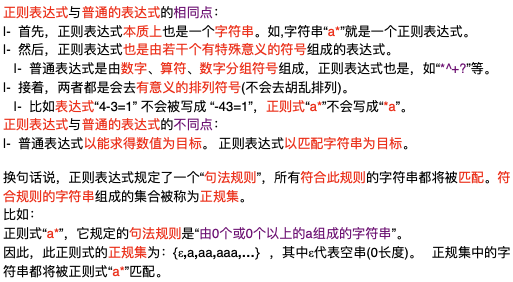 正则表达式与普通的表达式的相同点：
|- 首先，正则表达式本质上也是一个字符串。如,字符串“a*”就是一个正则表达式。
|- 然后，正则表达式也是由若干个有特殊意义的符号组成的表达式。
|- 普通表达式是由数字、算符、数字分组符号组成，正则表达式也是，如“*^+?”等。
|- 接着，两者都是会去有意义的排列符号(不会去胡乱排列)。
|- 比如表达式“4-3=1” 不会被写成 “-43=1”，正则式“a*”不会写成“*a”。
正则表达式与普通的表达式的不同点：
|- 普通表达式以能求得数值为目标。 正则表达式以匹配字符串为目标。
换句话说，正则表达式规定了一个“句法规则”，所有符合此规则的字符串都将被匹配。符
合规则的字符串组成的集合被称为正规集。
比如：
正则式“a*”，它规定的句法规则是“由0个或0个以上的a组成的字符串”。
因此，此正则式的正规集为：{ε,a,aa,aaa,…} ，其中ε代表空串(0长度)。 正规集中的字
符串都将被正则式“a*”匹配。